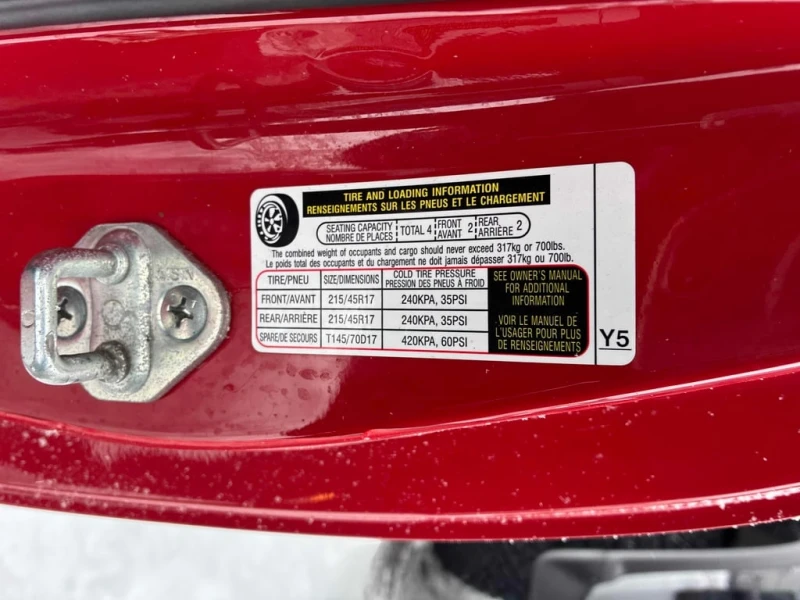 TIRE AND LOADING INFORMATION
RENSEIGNEMENTS SUR LES PNEUS ET LE CHARGEMENT
SEATING CAPACITY
NOMBRE DE PLACES
TOTAL 4
FRONT
AVANT
2
REAR
ARRIÈRE
2
The combined weight of occupants and cargo should never exceed 317kg or 700lbs.
Le poids total des occupants et du chargement ne doit jamais dépasser 317kg ou 700lb.
TIRE/PNEU SIZE/DIMENSIONS COLD TIRE PRESSURE
PRESSION DES PNEUS À FROID
FRONT/AVANT 215/45R17 240KPA, 35PSI
REAR/ARRIÈRE 215/45R17 240KPA, 35PSI
SPARE/DE SECOURS T145/70D17 420KPA, 60PSI
SEE OWNER'S MANUAL
FOR ADDITIONAL
INFORMATION
VOIR LE MANUEL DE
L'USAGER POUR PLUS
DE RENSEIGNEMENTS
Y5